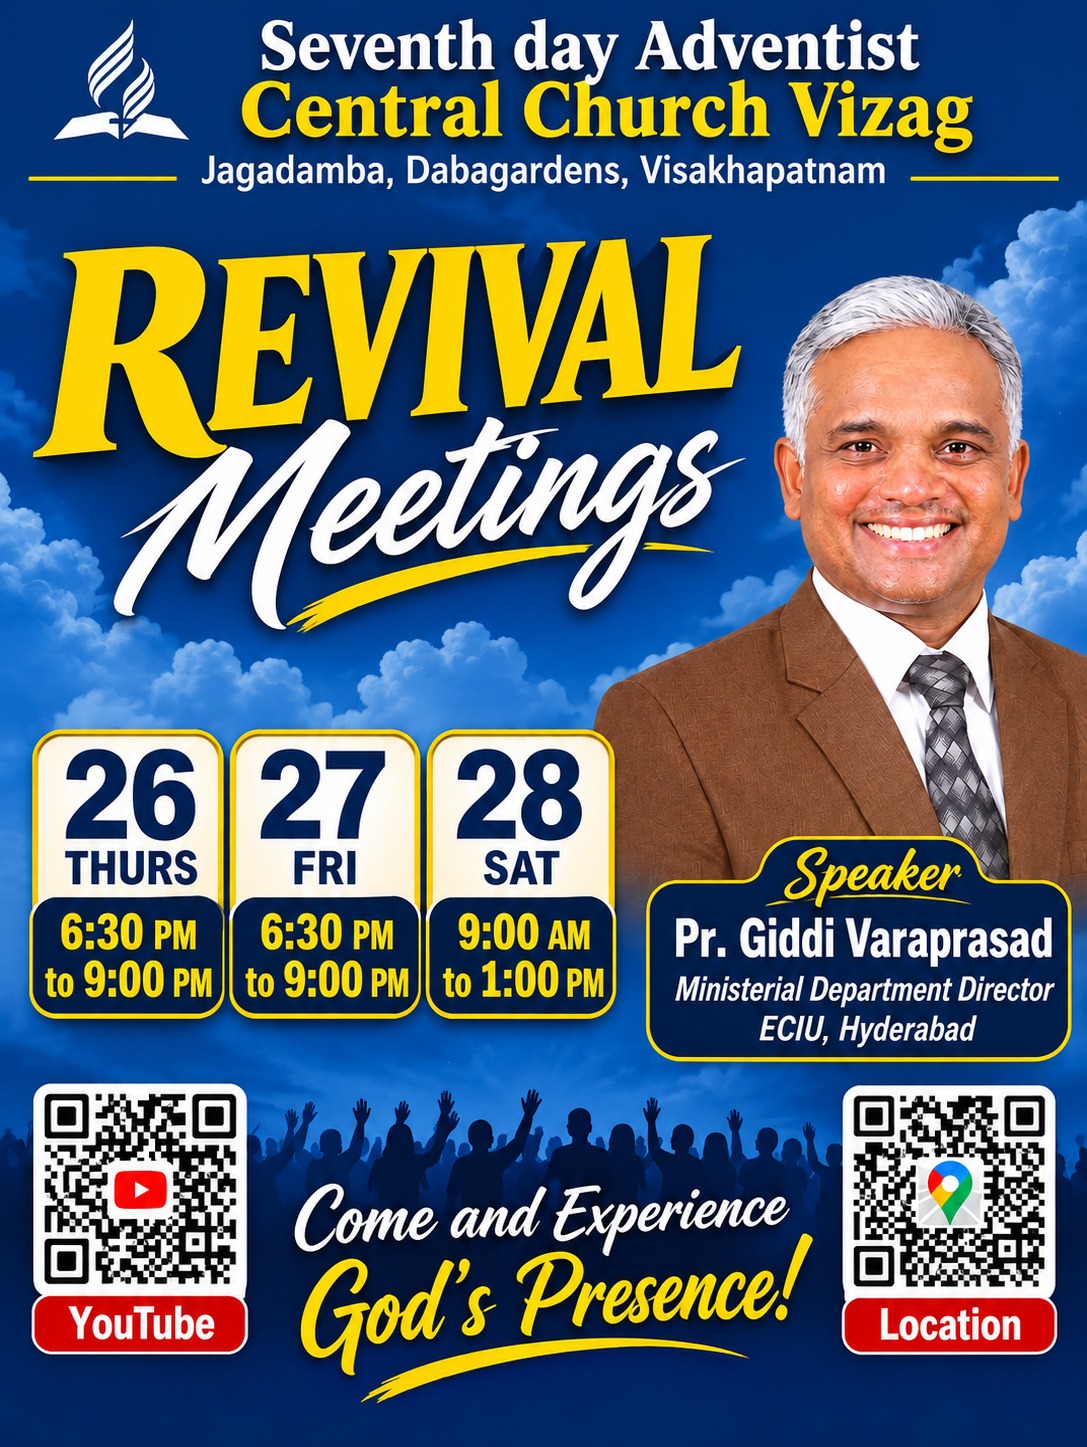 Seventh day Adventist
Central Church Vizag
Jagadamba, Dabagardens, Visakhapatnam
REVIVAL
Meetings
26
THURS
6:30 PM
to 9:00 PM
27
FRI
6:30 PM
to 9:00 PM
28
SAT
9:00 AM
to 1:00 PM
Speaker
Pr. Giddi Varaprasad
Ministerial Department Director
ECIU, Hyderabad
Come and Experience
God's Presence!
YouTube
Location